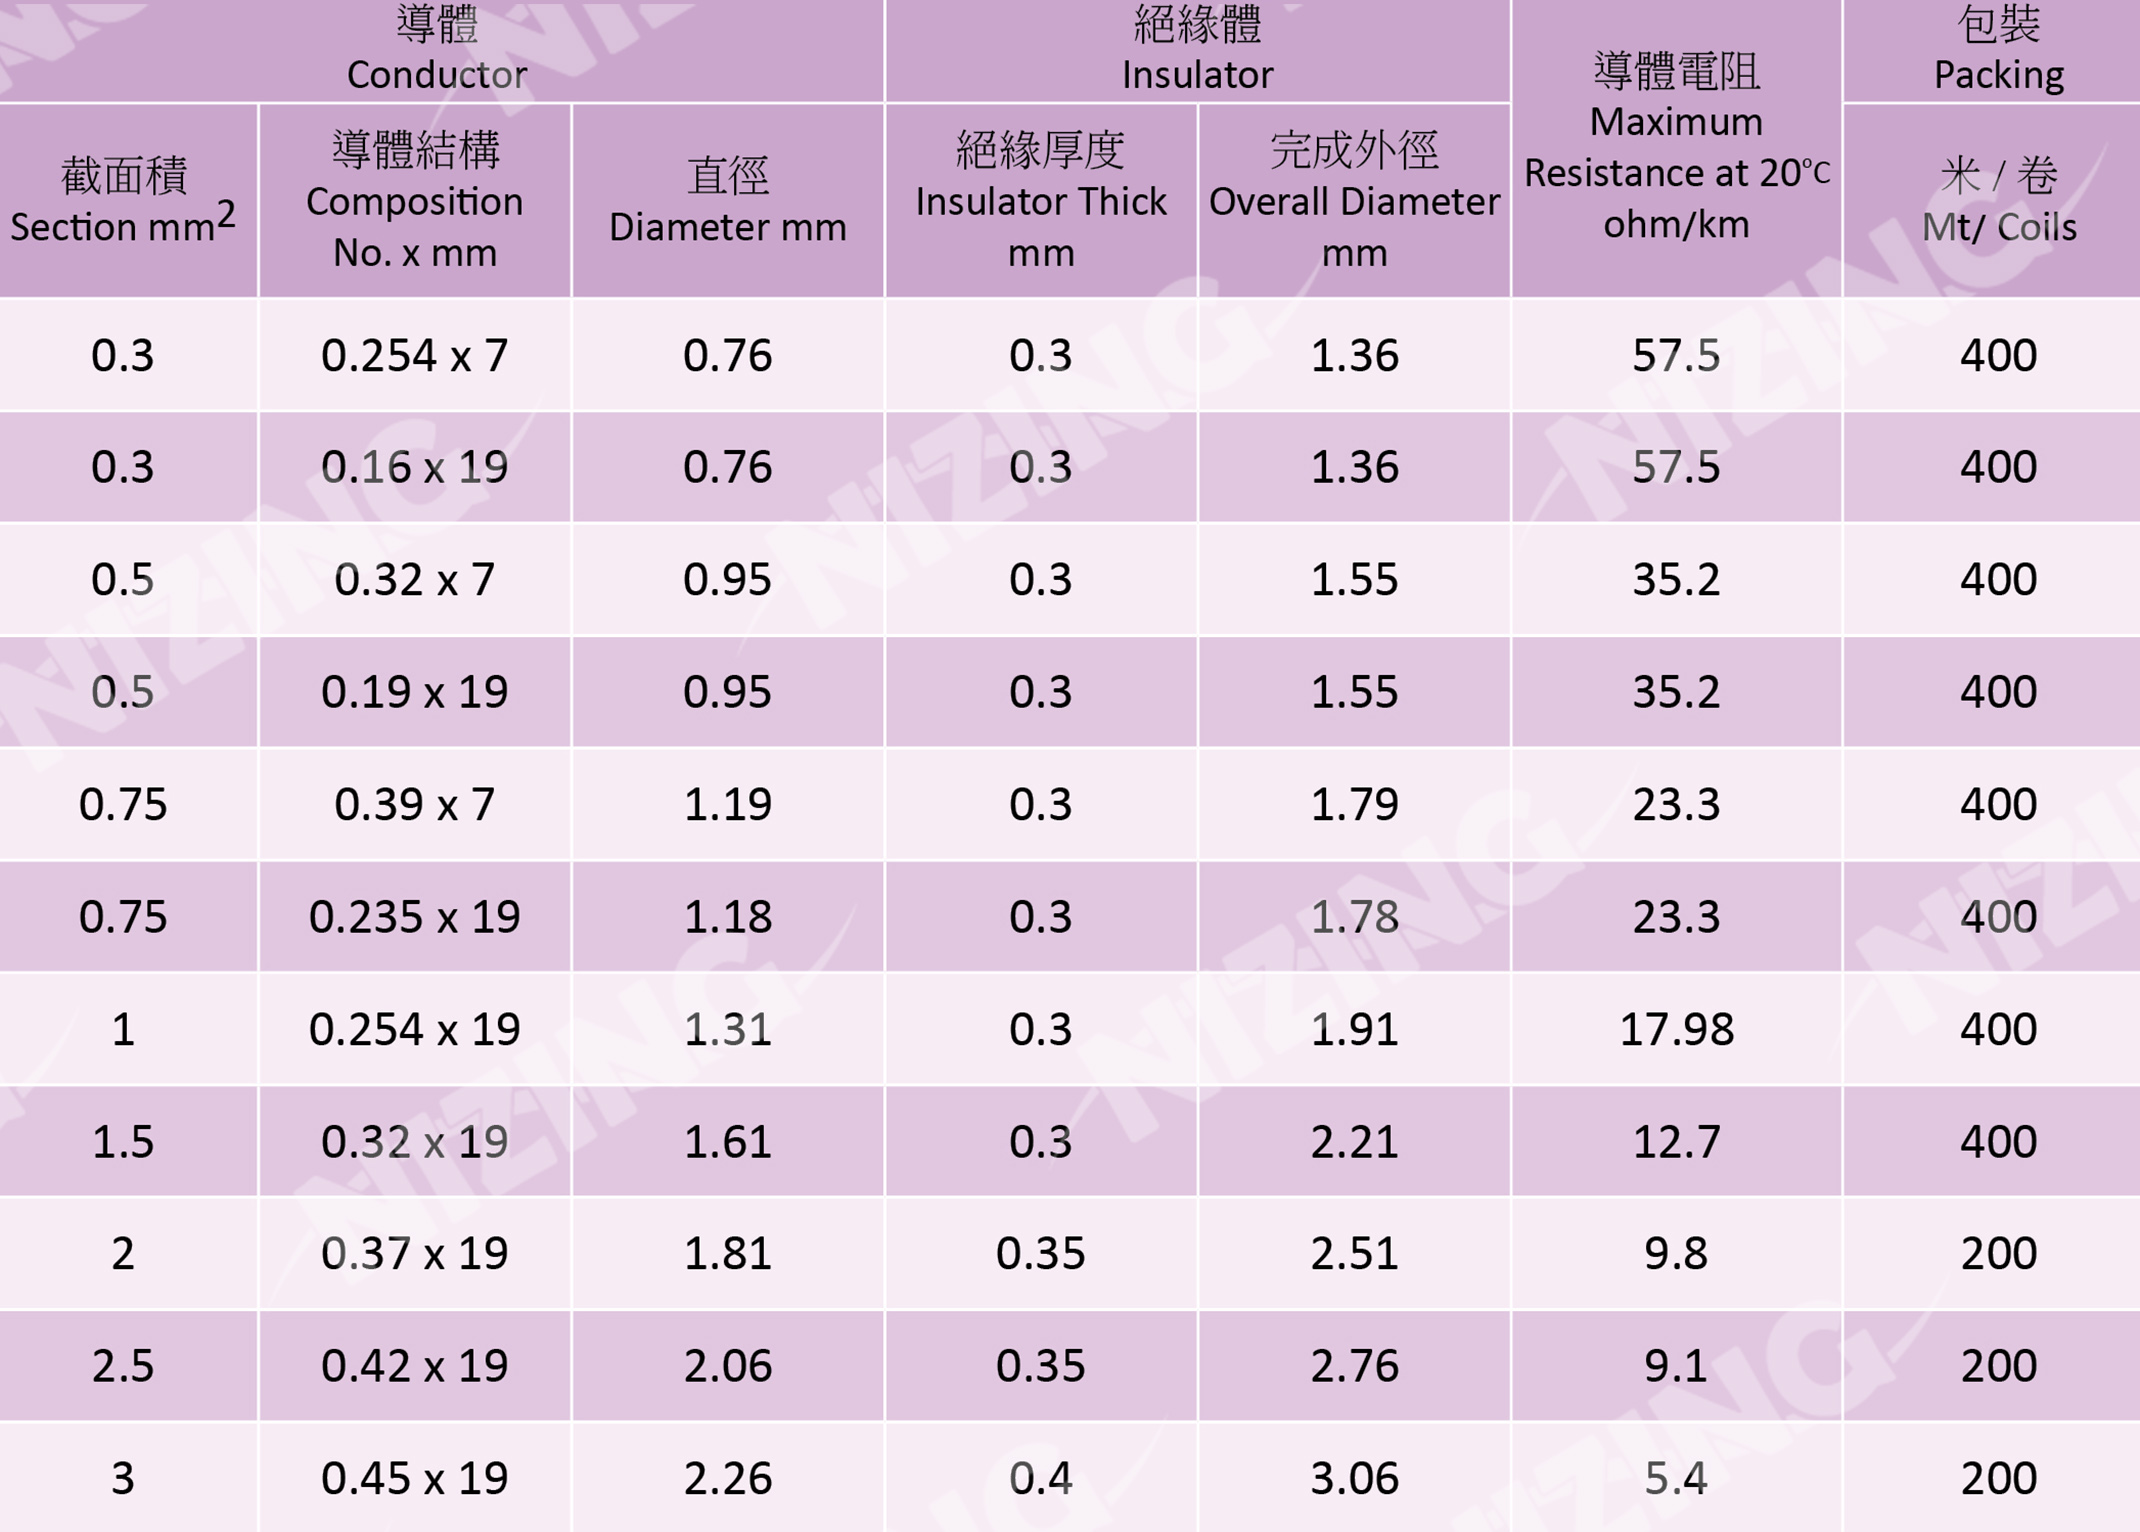 導體
Conductor
絕緣體
Insulator
導體電阻
Maximum
Resistance at 20°C
ohm/km
包裝
Packing
截面積
Section mm2
導體結構
Composition
No. x mm
直徑
Diameter mm
絕緣厚度
Insulator Thick
mm
完成外徑
Overall Diameter
mm
米 / 卷
Mt/ Coils
0.3 0.254 x 7 0.76 0.3 1.36 57.5 400
0.3 0.16 x 19 0.76 0.3 1.36 57.5 400
0.5 0.32 x 7 0.95 0.3 1.55 35.2 400
0.5 0.19 x 19 0.95 0.3 1.55 35.2 400
0.75 0.39 x 7 1.19 0.3 1.79 23.3 400
0.75 0.235 x 19 1.18 0.3 1.78 23.3 400
1 0.254 x 19 1.31 0.3 1.91 17.98 400
1.5 0.32 x 19 1.61 0.3 2.21 12.7 400
2 0.37 x 19 1.81 0.35 2.51 9.8 200
2.5 0.42 x 19 2.06 0.35 2.76 9.1 200
3 0.45 x 19 2.26 0.4 3.06 5.4 200
NIZING
NIZING
NIZING
NIZING
NIZING
NIZING
NIZING
NIZING
NIZING
NIZING